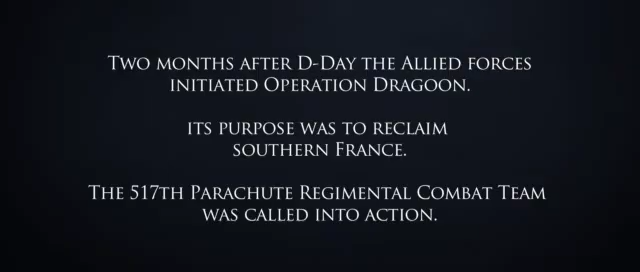 Two months after D-Day the Allied forces
initiated Operation Dragoon.
its purpose was to reclaim
southern France.
The 517th Parachute Regimental Combat Team
was called into action.